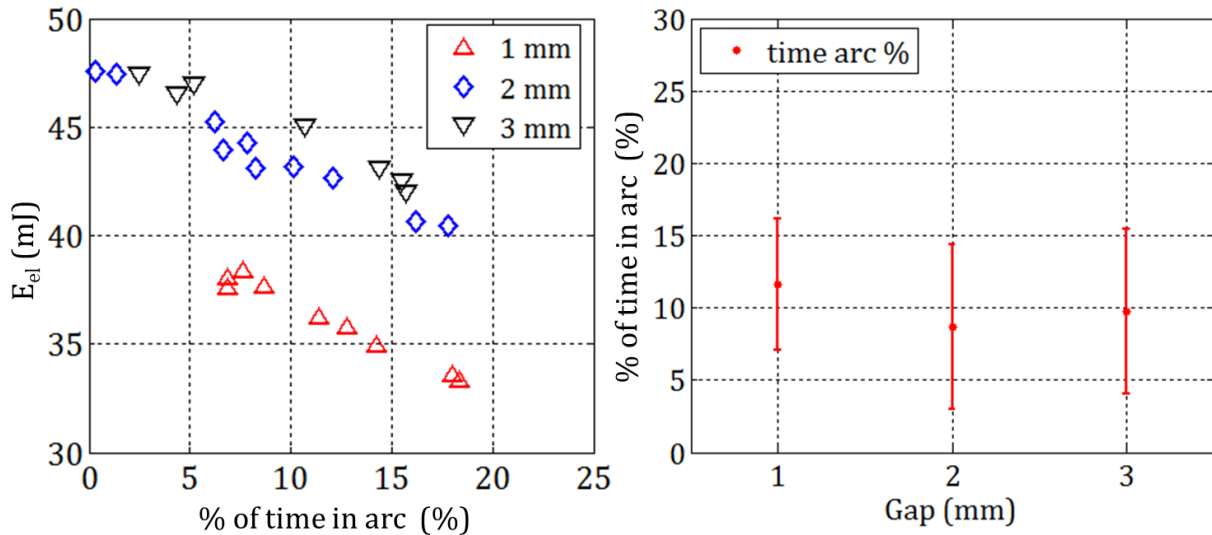 50
45
40
35
30
E_el (mJ)
1 mm
2 mm
3 mm
0 5 10 15 20 25
% of time in arc (%)
30
25
20
15
10
5
0
% of time in arc (%)
time arc %
1 2 3
Gap (mm)